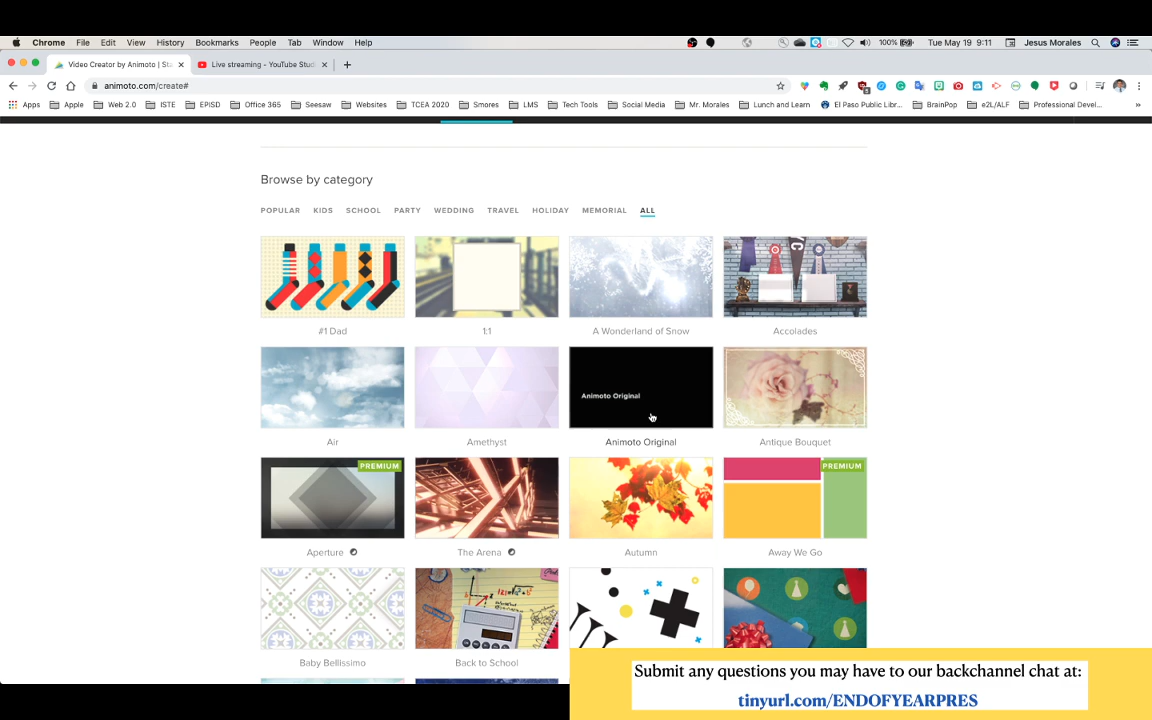 Chrome File Edit View History Bookmarks People Tab Window Help 100% Tue May 19 9:11 Jesus Morales
Video Creator by Animoto | Sta Live streaming - YouTube Studi
animoto.com/create#
Apps Apple Web 2.0 ISTE EPISD Office 365 Seesaw Websites TCEA 2020 Smores LMS Tech Tools Social Media Mr. Morales Lunch and Learn El Paso Public Libr... BrainPop e2L/ALF Professional Devel... »
Browse by category
POPULAR KIDS SCHOOL PARTY WEDDING TRAVEL HOLIDAY MEMORIAL ALL
#1 Dad 1:1 A Wonderland of Snow Accolades
Animoto Original
Air Amethyst Animoto Original Antique Bouquet
PREMIUM PREMIUM
Aperture The Arena Autumn Away We Go
Baby Bellissimo Back to School
Submit any questions you may have to our backchannel chat at:
tinyurl.com/ENDOFYEARPRES